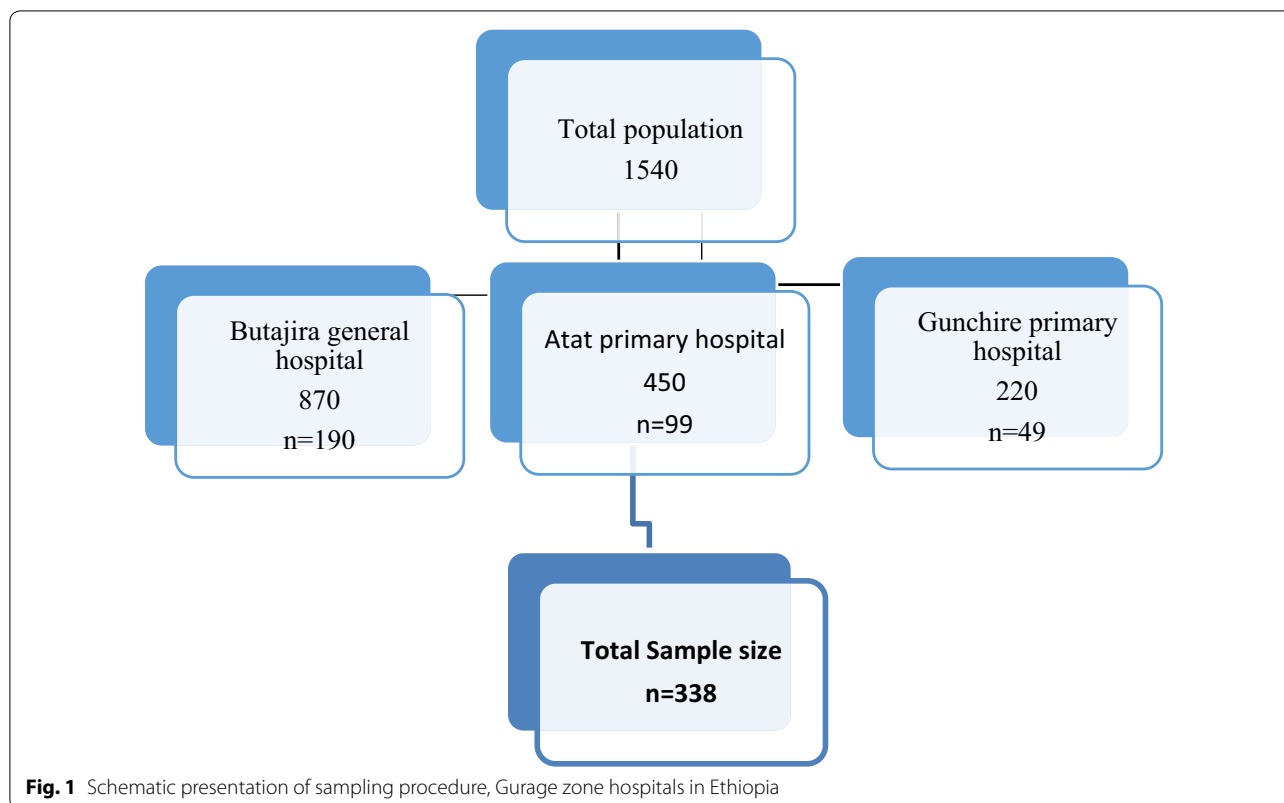 Total population
1540
Butajira general
hospital
870
n=190
Atat primary hospital
450
n=99
Gunchire primary
hospital
220
n=49
Total Sample size
n=338
Fig. 1 Schematic presentation of sampling procedure, Gurage zone hospitals in Ethiopia